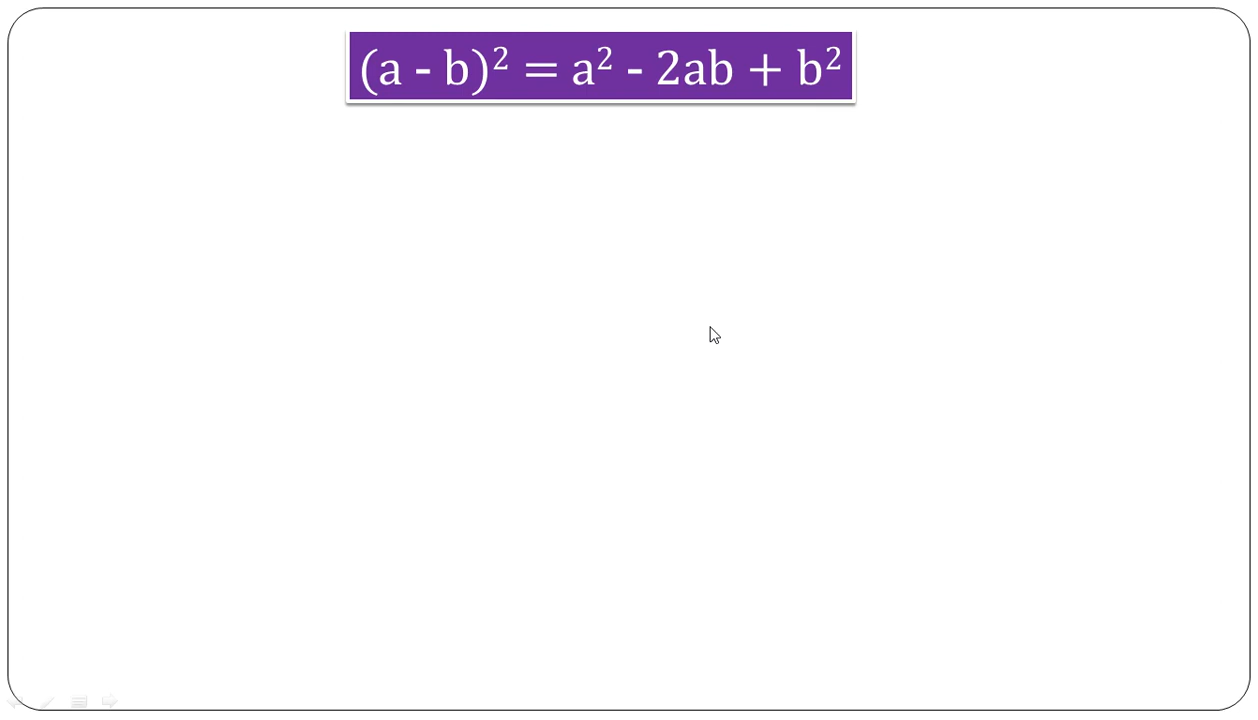 (a - b)² = a² - 2ab + b²